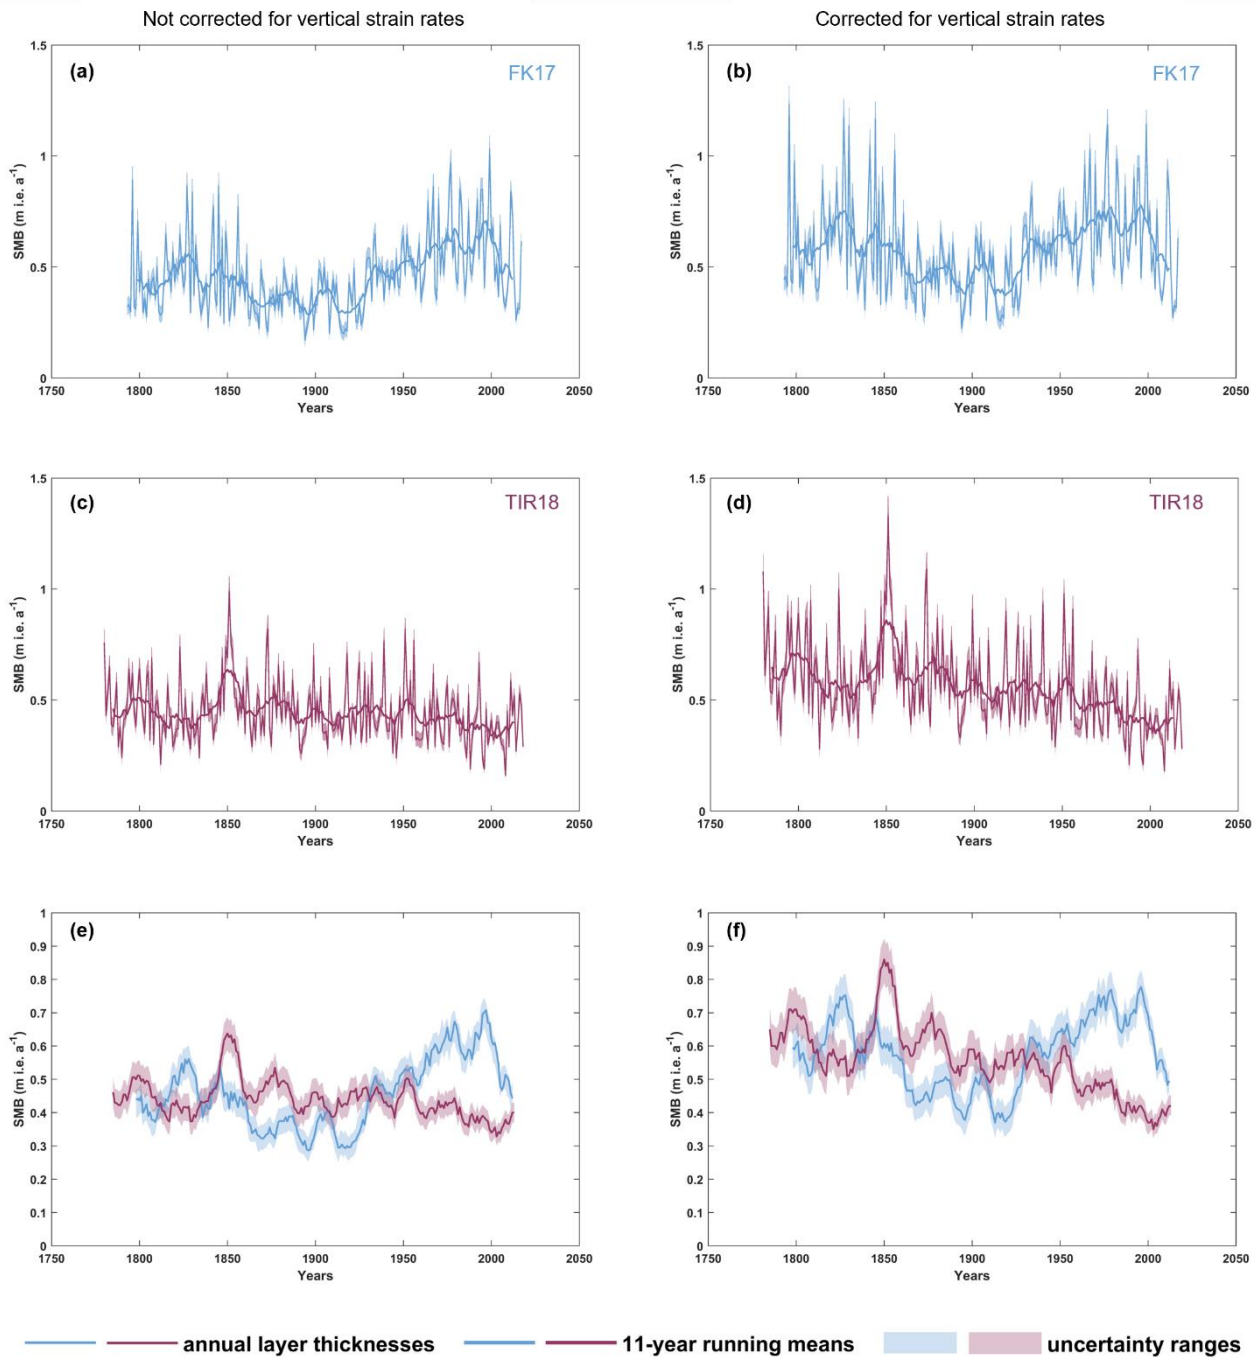 Not corrected for vertical strain rates
Corrected for vertical strain rates
(a)
FK17
SMB (m i.e. a-1)
1.5
1
0.5
0
1750 1800 1850 1900 1950 2000 2050
Years
(b)
FK17
SMB (m i.e. a-1)
1.5
1
0.5
0
1750 1800 1850 1900 1950 2000 2050
Years
(c)
TIR18
SMB (m i.e. a-1)
1.5
1
0.5
0
1750 1800 1850 1900 1950 2000 2050
Years
(d)
TIR18
SMB (m i.e. a-1)
1.5
1
0.5
0
1750 1800 1850 1900 1950 2000 2050
Years
(e)
SMB (m i.e. a-1)
1
0.9
0.8
0.7
0.6
0.5
0.4
0.3
0.2
0.1
0
1750 1800 1850 1900 1950 2000 2050
Years
(f)
SMB (m i.e. a-1)
1
0.9
0.8
0.7
0.6
0.5
0.4
0.3
0.2
0.1
0
1750 1800 1850 1900 1950 2000 2050
Years
annual layer thicknesses 11-year running means uncertainty ranges